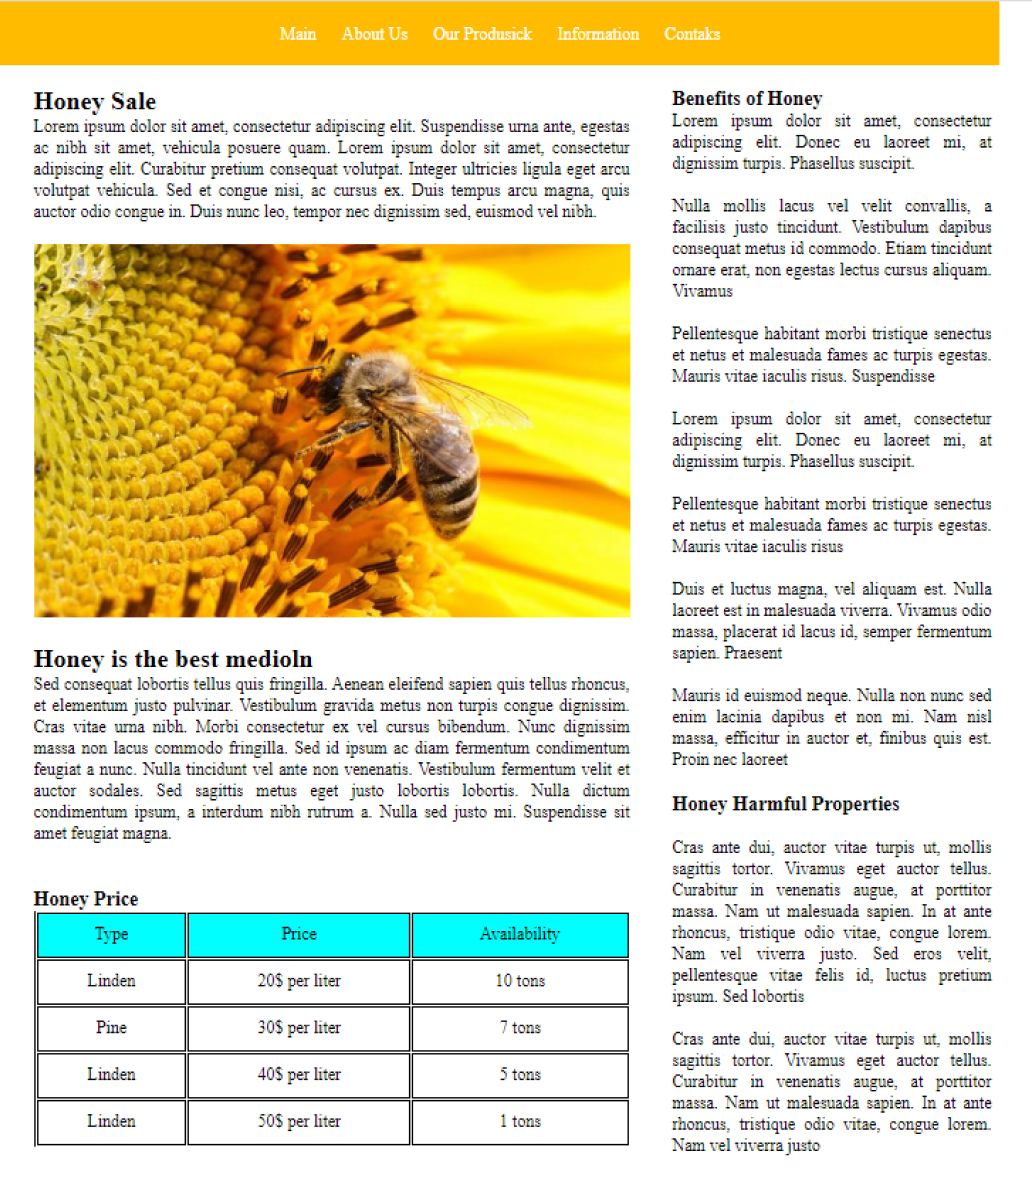 Main About Us Our Produsick Information Contaks
Honey Sale
Lorem ipsum dolor sit amet, consectetur adipiscing elit. Suspendisse urna ante, egestas
ac nibh sit amet, vehicula posuere quam. Lorem ipsum dolor sit amet, consectetur
adipiscing elit. Curabitur pretium consequat volutpat. Integer ultricies ligula eget arcu
volutpat vehicula. Sed et congue nisi, ac cursus ex. Duis tempus arcu magna, quis
auctor odio congue in. Duis nunc leo, tempor nec dignissim sed, euismod vel nibh.
Honey is the best medioln
Sed consequat lobortis tellus quis fringilla. Aenean eleifend sapien quis tellus rhoncus,
et elementum justo pulvinar. Vestibulum gravida metus non turpis congue dignissim.
Cras vitae urna nibh. Morbi consectetur ex vel cursus bibendum. Nunc dignissim
massa non lacus commodo fringilla. Sed id ipsum ac diam fermentum condimentum
feugiat a nunc. Nulla tincidunt vel ante non venenatis. Vestibulum fermentum velit et
auctor sodales. Sed sagittis metus eget justo lobortis lobortis. Nulla dictum
condimentum ipsum, a interdum nibh rutrum a. Nulla sed justo mi. Suspendisse sit
amet feugiat magna.
Honey Price
Type Price Availability
Linden 20$ per liter 10 tons
Pine 30$ per liter 7 tons
Linden 40$ per liter 5 tons
Linden 50$ per liter 1 tons
Benefits of Honey
Lorem ipsum dolor sit amet, consectetur
adipiscing elit. Donec eu laoreet mi, at
dignissim turpis. Phasellus suscipit.
Nulla mollis lacus vel velit convallis, a
facilisis justo tincidunt. Vestibulum dapibus
consequat metus id commodo. Etiam tincidunt
ornare erat, non egestas lectus cursus aliquam.
Vivamus
Pellentesque habitant morbi tristique senectus
et netus et malesuada fames ac turpis egestas.
Mauris vitae iaculis risus. Suspendisse
Lorem ipsum dolor sit amet, consectetur
adipiscing elit. Donec eu laoreet mi, at
dignissim turpis. Phasellus suscipit.
Pellentesque habitant morbi tristique senectus
et netus et malesuada fames ac turpis egestas.
Mauris vitae iaculis risus
Duis et luctus magna, vel aliquam est. Nulla
laoreet est in malesuada viverra. Vivamus odio
massa, placerat id lacus id, semper fermentum
sapien. Praesent
Mauris id euismod neque. Nulla non nunc sed
enim lacinia dapibus et non mi. Nam nisl
massa, efficitur in auctor et, finibus quis est.
Proin nec laoreet
Honey Harmful Properties
Cras ante dui, auctor vitae turpis ut, mollis
sagittis tortor. Vivamus eget auctor tellus.
Curabitur in venenatis augue, at porttitor
massa. Nam ut malesuada sapien. In at ante
rhoncus, tristique odio vitae, congue lorem.
Nam vel viverra justo. Sed eros velit,
pellentesque vitae felis id, luctus pretium
ipsum. Sed lobortis
Cras ante dui, auctor vitae turpis ut, mollis
sagittis tortor. Vivamus eget auctor tellus.
Curabitur in venenatis augue, at porttitor
massa. Nam ut malesuada sapien. In at ante
rhoncus, tristique odio vitae, congue lorem.
Nam vel viverra justo